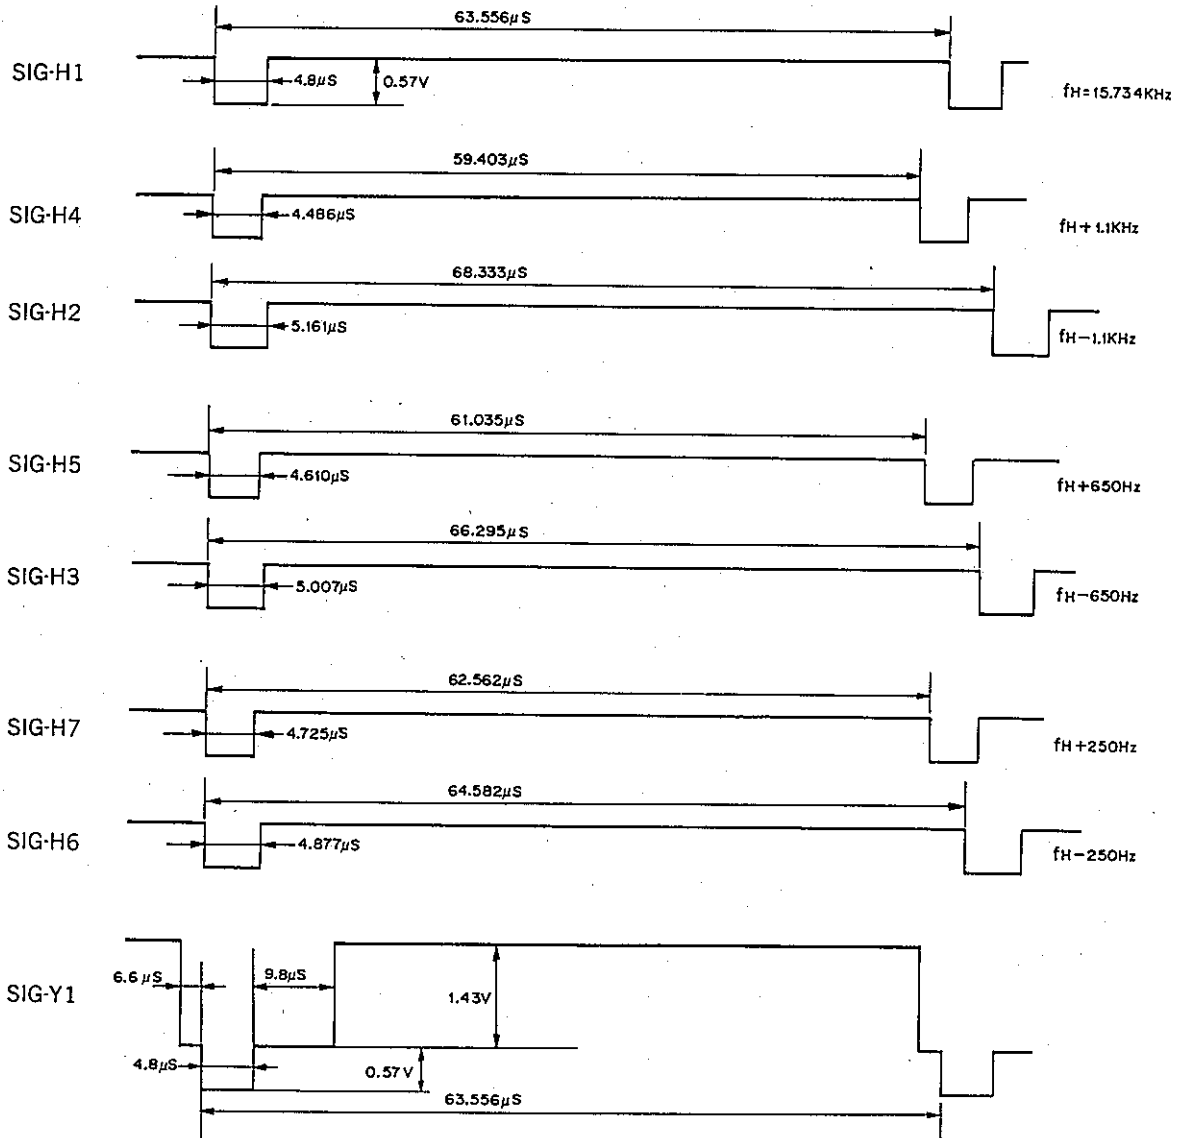 63.556μS
SIG-H1
4.8μS
0.57V
fH=15.734KHz
59.403μS
SIG-H4
4.486μS
fH+1.1KHz
68.333μS
SIG-H2
5.161μS
fH-1.1KHz
61.035μS
SIG-H5
4.610μS
fH+650Hz
66.295μS
SIG-H3
5.007μS
fH-650Hz
62.562μS
SIG-H7
4.725μS
fH+250Hz
64.582μS
SIG-H6
4.877μS
fH-250Hz
6.6μS
9.8μS
SIG-Y1
1.43V
4.8μS
0.57V
63.556μS